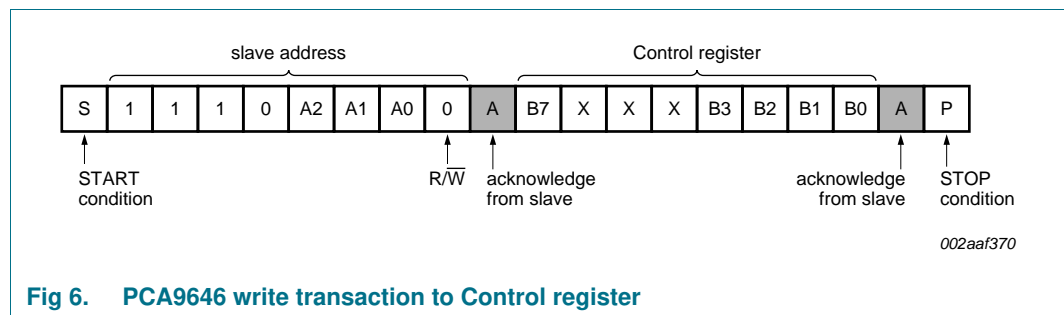 slave address Control register
S 1 1 1 0 A2 A1 A0 0 A B7 X X X B3 B2 B1 B0 A P
START condition
R/W̅
acknowledge from slave
acknowledge from slave
STOP condition
002aaf370
Fig 6. PCA9646 write transaction to Control register